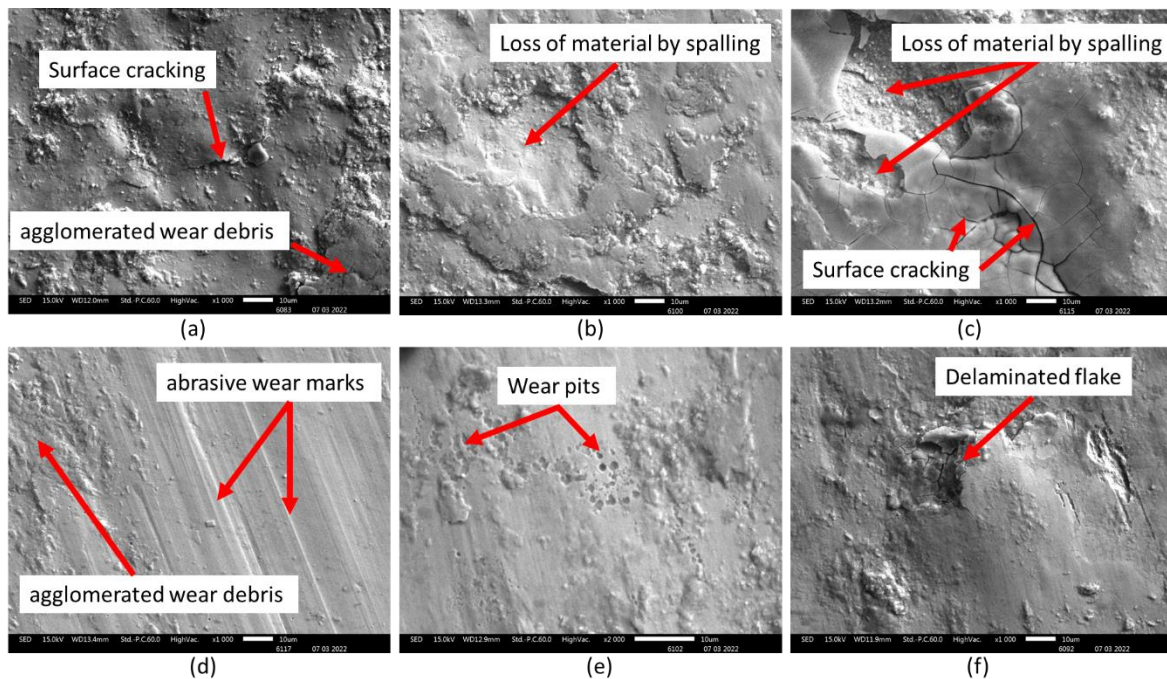 Surface cracking
agglomerated wear debris
SED 15.0kV WD12.0mm Std.-P.C.60.0 HighVac. x1 000 10um
6083 07 03 2022
(a)
Loss of material by spalling
SED 15.0kV WD13.3mm Std.-P.C.60.0 HighVac. x1 000 10um
6100 07 03 2022
(b)
Loss of material by spalling
Surface cracking
SED 15.0kV WD13.2mm Std.-P.C.60.0 HighVac. x1 000 10um
6115 07 03 2022
(c)
abrasive wear marks
agglomerated wear debris
SED 15.0kV WD13.4mm Std.-P.C.60.0 HighVac. x1 000 10um
6117 07 03 2022
(d)
Wear pits
SED 15.0kV WD12.9mm Std.-P.C.60.0 HighVac. x2 000 10um
6102 07 03 2022
(e)
Delaminated flake
SED 15.0kV WD11.9mm Std.-P.C.60.0 HighVac. x1 000 10um
6092 07 03 2022
(f)